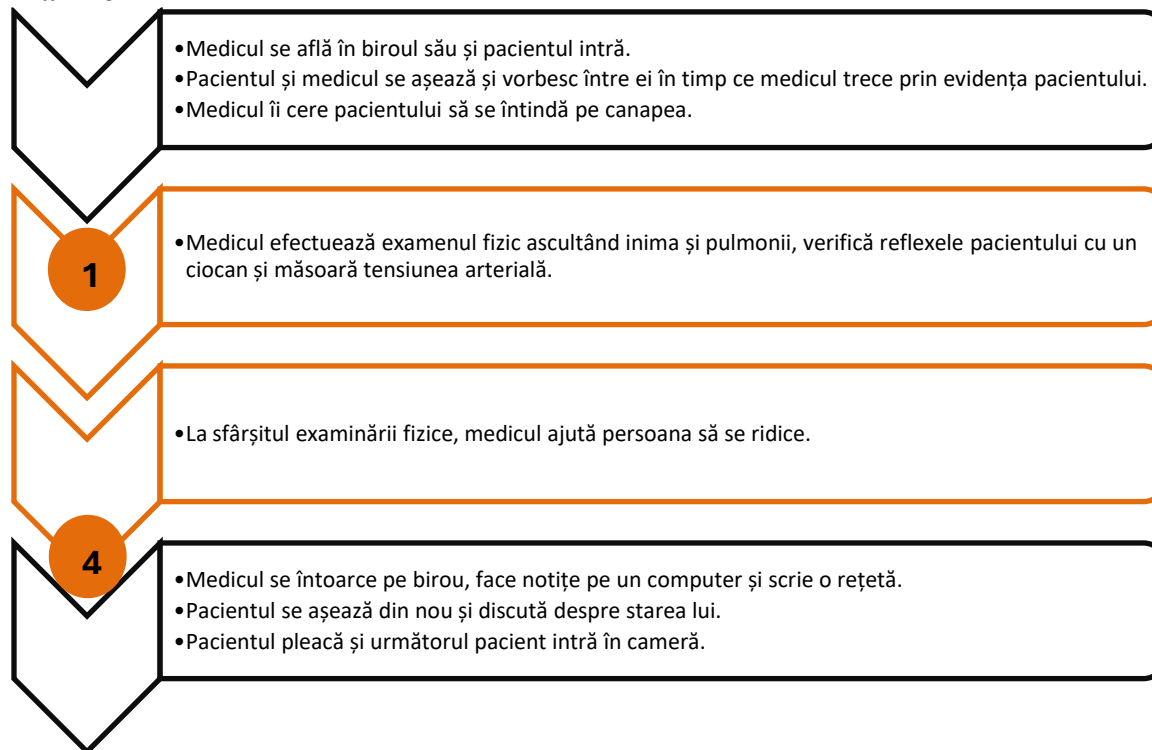 •Medicul se află în biroul său și pacientul intră.
•Pacientul și medicul se așează și vorbesc între ei în timp ce medicul trece prin evidența pacientului.
•Medicul îi cere pacientului să se întindă pe canapea.
1
•Medicul efectuează examenul fizic ascultând inima și pulmonii, verifică reflexele pacientului cu un
ciocan și măsoară tensiunea arterială.
•La sfârșitul examinării fizice, medicul ajută persoana să se ridice.
4
•Medicul se întoarce pe birou, face notițe pe un computer și scrie o rețetă.
•Pacientul se așează din nou și discută despre starea lui.
•Pacientul pleacă și următorul pacient intră în cameră.